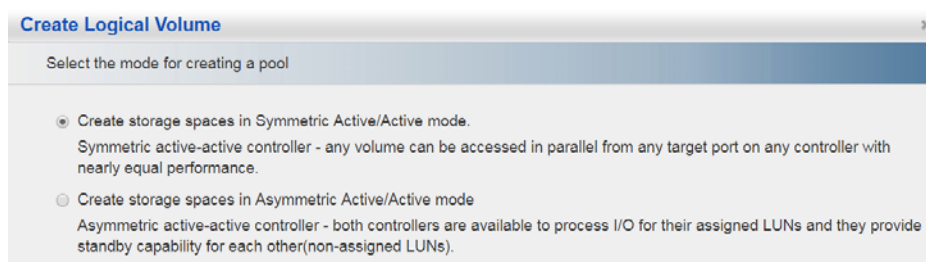 Create Logical Volume
Select the mode for creating a pool
Create storage spaces in Symmetric Active/Active mode.
Symmetric active-active controller - any volume can be accessed in parallel from any target port on any controller with
nearly equal performance.
Create storage spaces in Asymmetric Active/Active mode
Asymmetric active-active controller - both controllers are available to process I/O for their assigned LUNs and they provide
standby capability for each other(non-assigned LUNs).